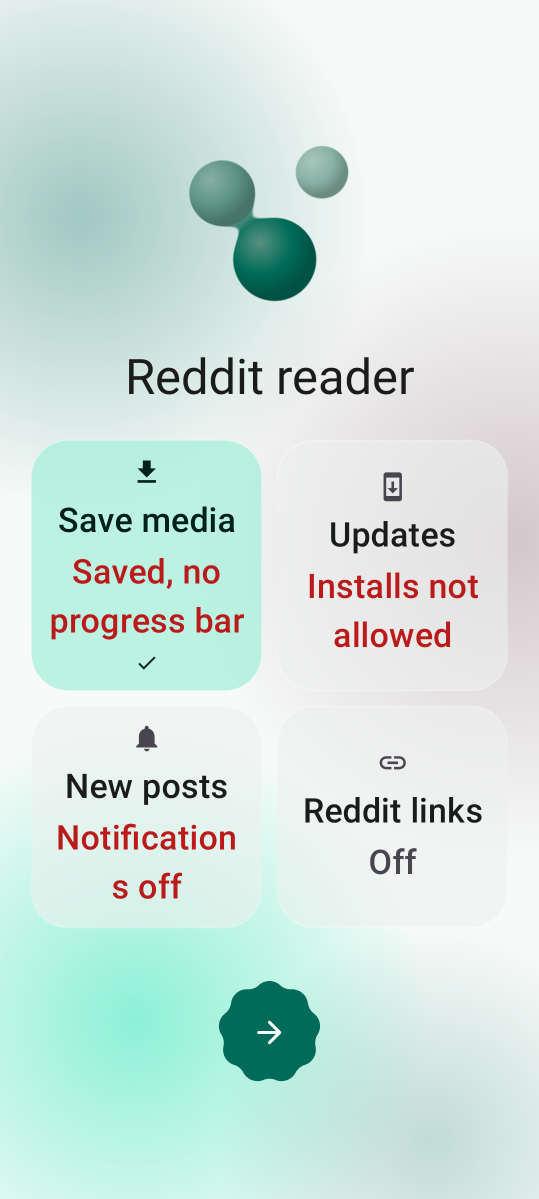 Reddit reader
Save media
Saved, no
progress bar
Updates
Installs not
allowed
New posts
Notification
s off
Reddit links
Off